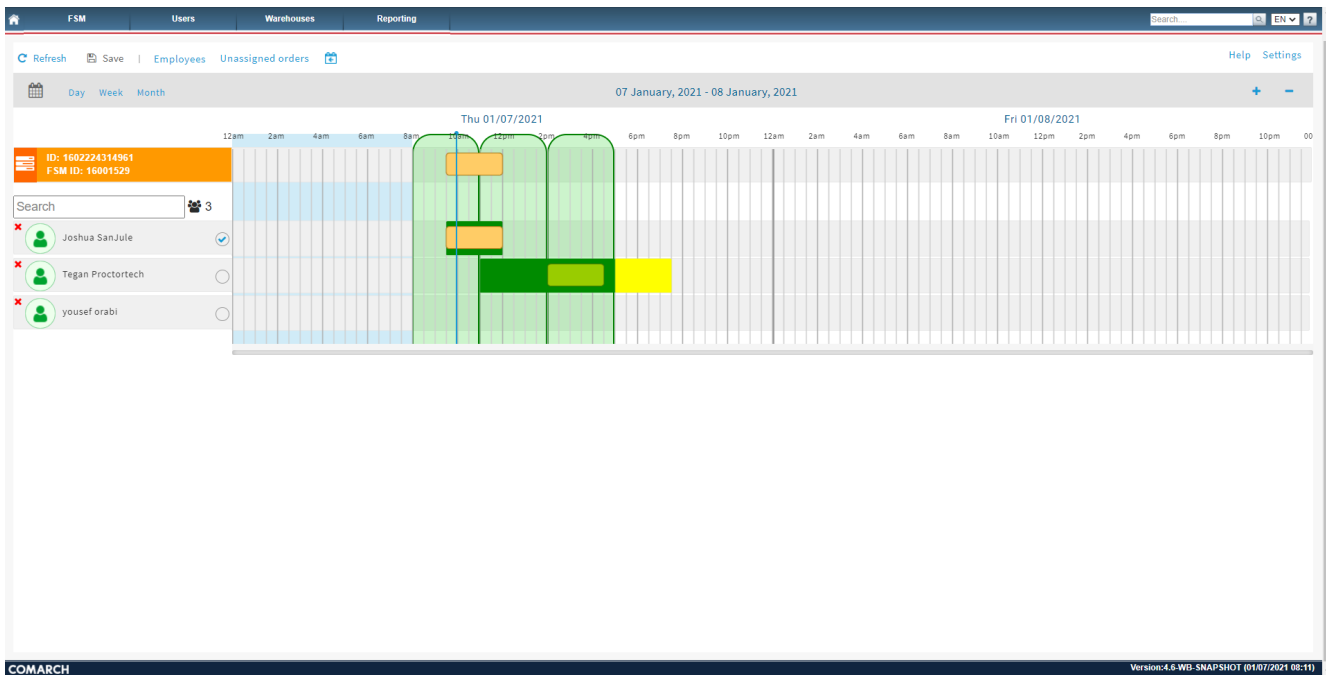 FSM Users Warehouses Reporting Search... EN ?
Refresh Save | Employees Unassigned orders Help Settings
Day Week Month 07 January, 2021 - 08 January, 2021 + -
Thu 01/07/2021 Fri 01/08/2021
12am 2am 4am 6am 8am 10am 12pm 2pm 4pm 6pm 8pm 10pm 12am 2am 4am 6am 8am 10am 12pm 2pm 4pm 6pm 8pm 10pm 00
ID: 1602224314961
FSM ID: 16001529
Search 3
Joshua SanJule
Tegan Proctortech
yousef orabi
COMARCH Version:4.6-WB-SNAPSHOT (01/07/2021 08:11)